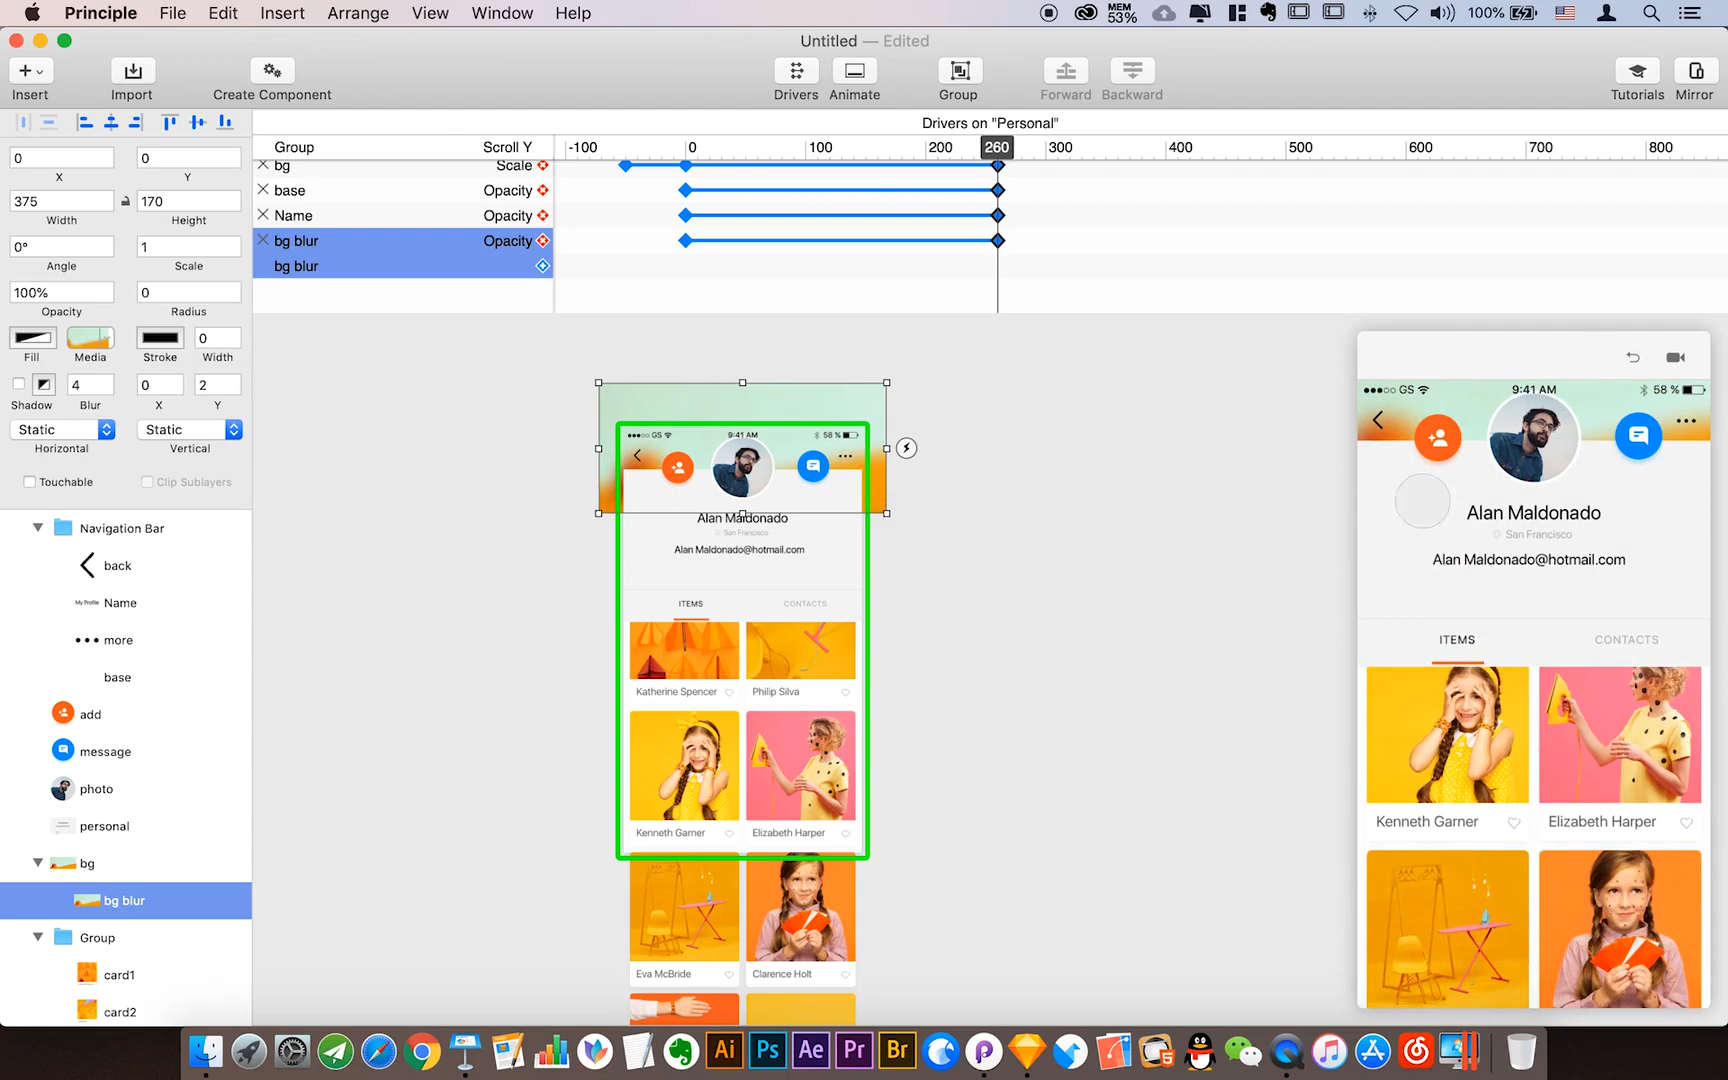 Principle File Edit Insert Arrange View Window Help MEM 53% 100%
Untitled — Edited
Insert Import Create Component Drivers Animate Group Forward Backward Tutorials Mirror
Drivers on "Personal"
Group Scroll Y -100 0 100 200 260 300 400 500 600 700 800
bg Scale
base Opacity
Name Opacity
bg blur Opacity
bg blur
0 0
X Y
375 170
Width Height
0° 1
Angle Scale
100% 0
Opacity Radius
0
Fill Media Stroke Width
4 0 2
Shadow Blur X Y
Static Static
Horizontal Vertical
Touchable Clip Sublayers
Navigation Bar
back
My Profile Name
more
base
add
message
photo
personal
bg
bg blur
Group
card1
card2
GS 9:41 AM 58 %
Alan Maldonado
San Francisco
Alan Maldonado@hotmail.com
ITEMS CONTACTS
Katherine Spencer Philip Silva
Kenneth Garner Elizabeth Harper
Eva McBride Clarence Holt
GS 9:41 AM 58 %
Alan Maldonado
San Francisco
Alan Maldonado@hotmail.com
ITEMS CONTACTS
Kenneth Garner Elizabeth Harper
Ai Ps Ae Pr Br